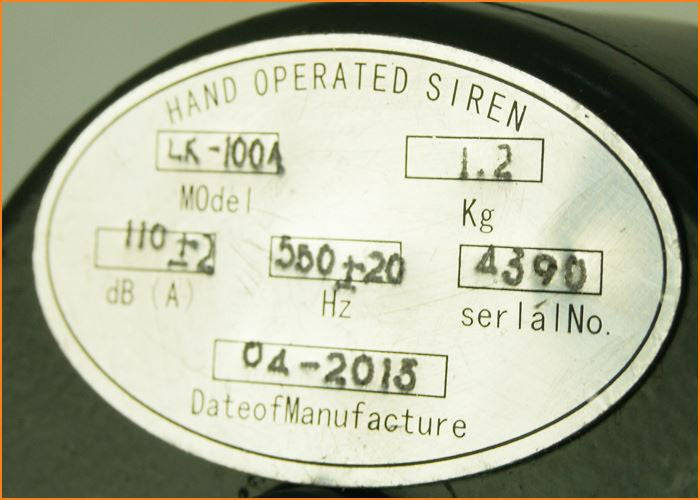 HAND OPERATED SIREN
LK-100A 1.2
MOdel Kg
110±2 550±20 4390
dB (A) Hz serialNo.
04-2015
DateofManufacture